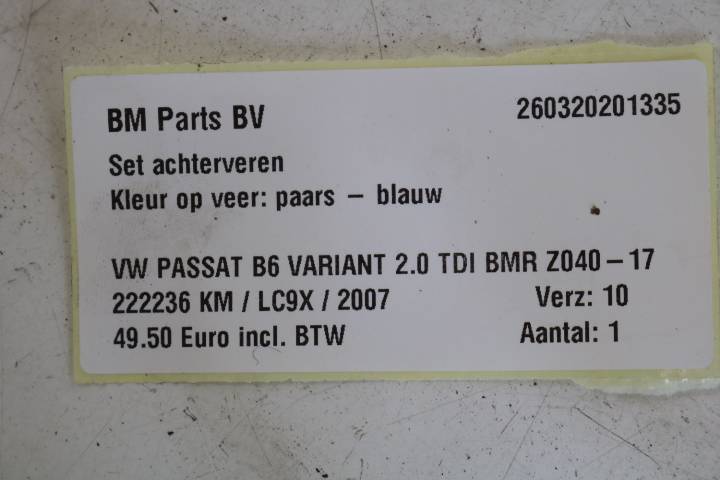 BM Parts BV 260320201335
Set achterveren
Kleur op veer: paars – blauw
VW PASSAT B6 VARIANT 2.0 TDI BMR Z040–17
222236 KM / LC9X / 2007 Verz: 10
49.50 Euro incl. BTW Aantal: 1